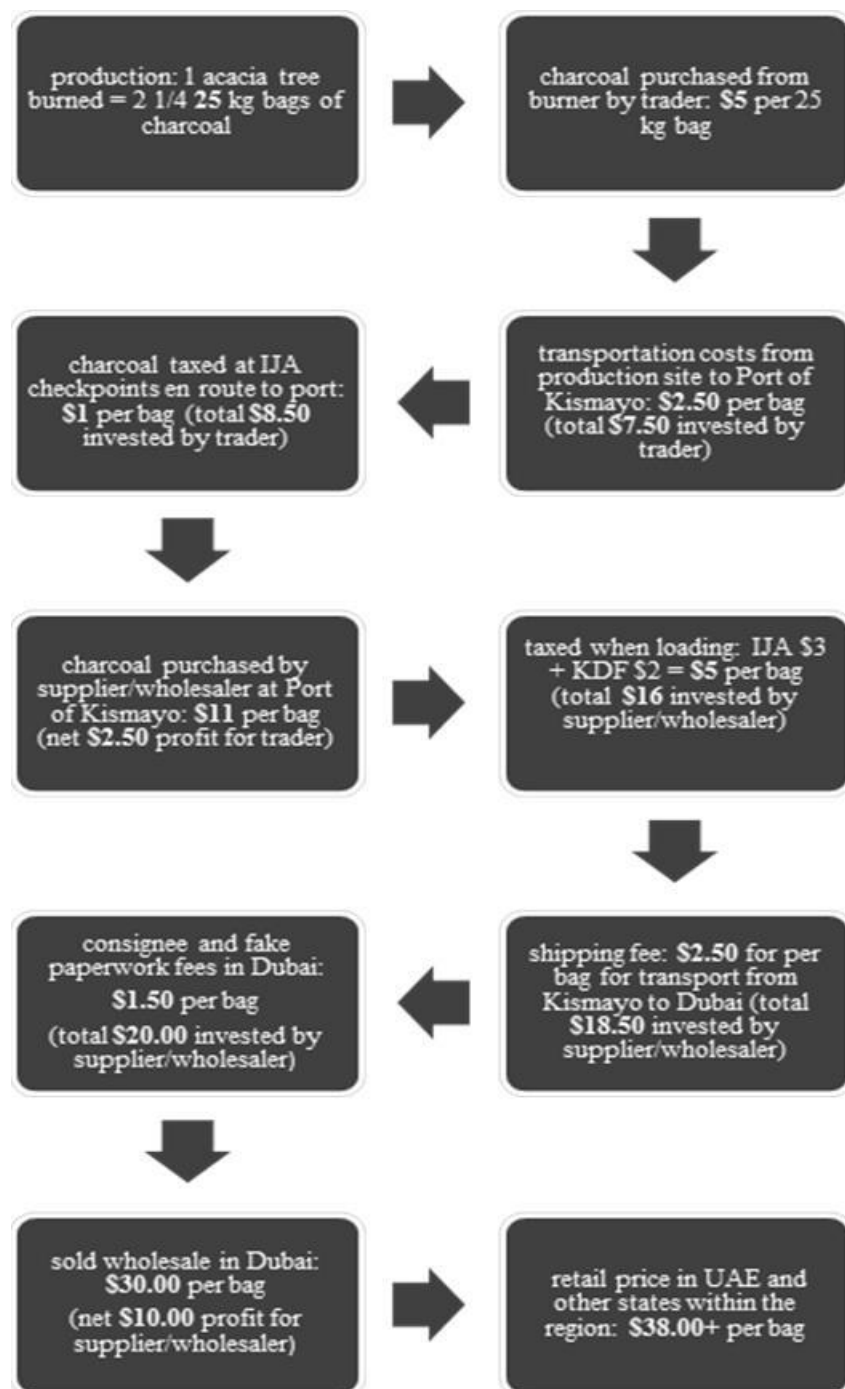 production: 1 acacia tree
burned = 2 1/4 25 kg bags of
charcoal
charcoal purchased from
burner by trader: $5 per 25
kg bag
transportation costs from
production site to Port of
Kismayo: $2.50 per bag
(total $7.50 invested by
trader)
charcoal taxed at IJA
checkpoints en route to port:
$1 per bag (total $8.50
invested by trader)
charcoal purchased by
supplier/wholesaler at Port
of Kismayo: $11 per bag
(net $2.50 profit for trader)
taxed when loading: IJA $3
+ KDF $2 = $5 per bag
(total $16 invested by
supplier/wholesaler)
shipping fee: $2.50 for per
bag for transport from
Kismayo to Dubai (total
$18.50 invested by
supplier/wholesaler)
consignee and fake
paperwork fees in Dubai:
$1.50 per bag
(total $20.00 invested by
supplier/wholesaler)
sold wholesale in Dubai:
$30.00 per bag
(net $10.00 profit for
supplier/wholesaler)
retail price in UAE and
other states within the
region: $38.00+ per bag